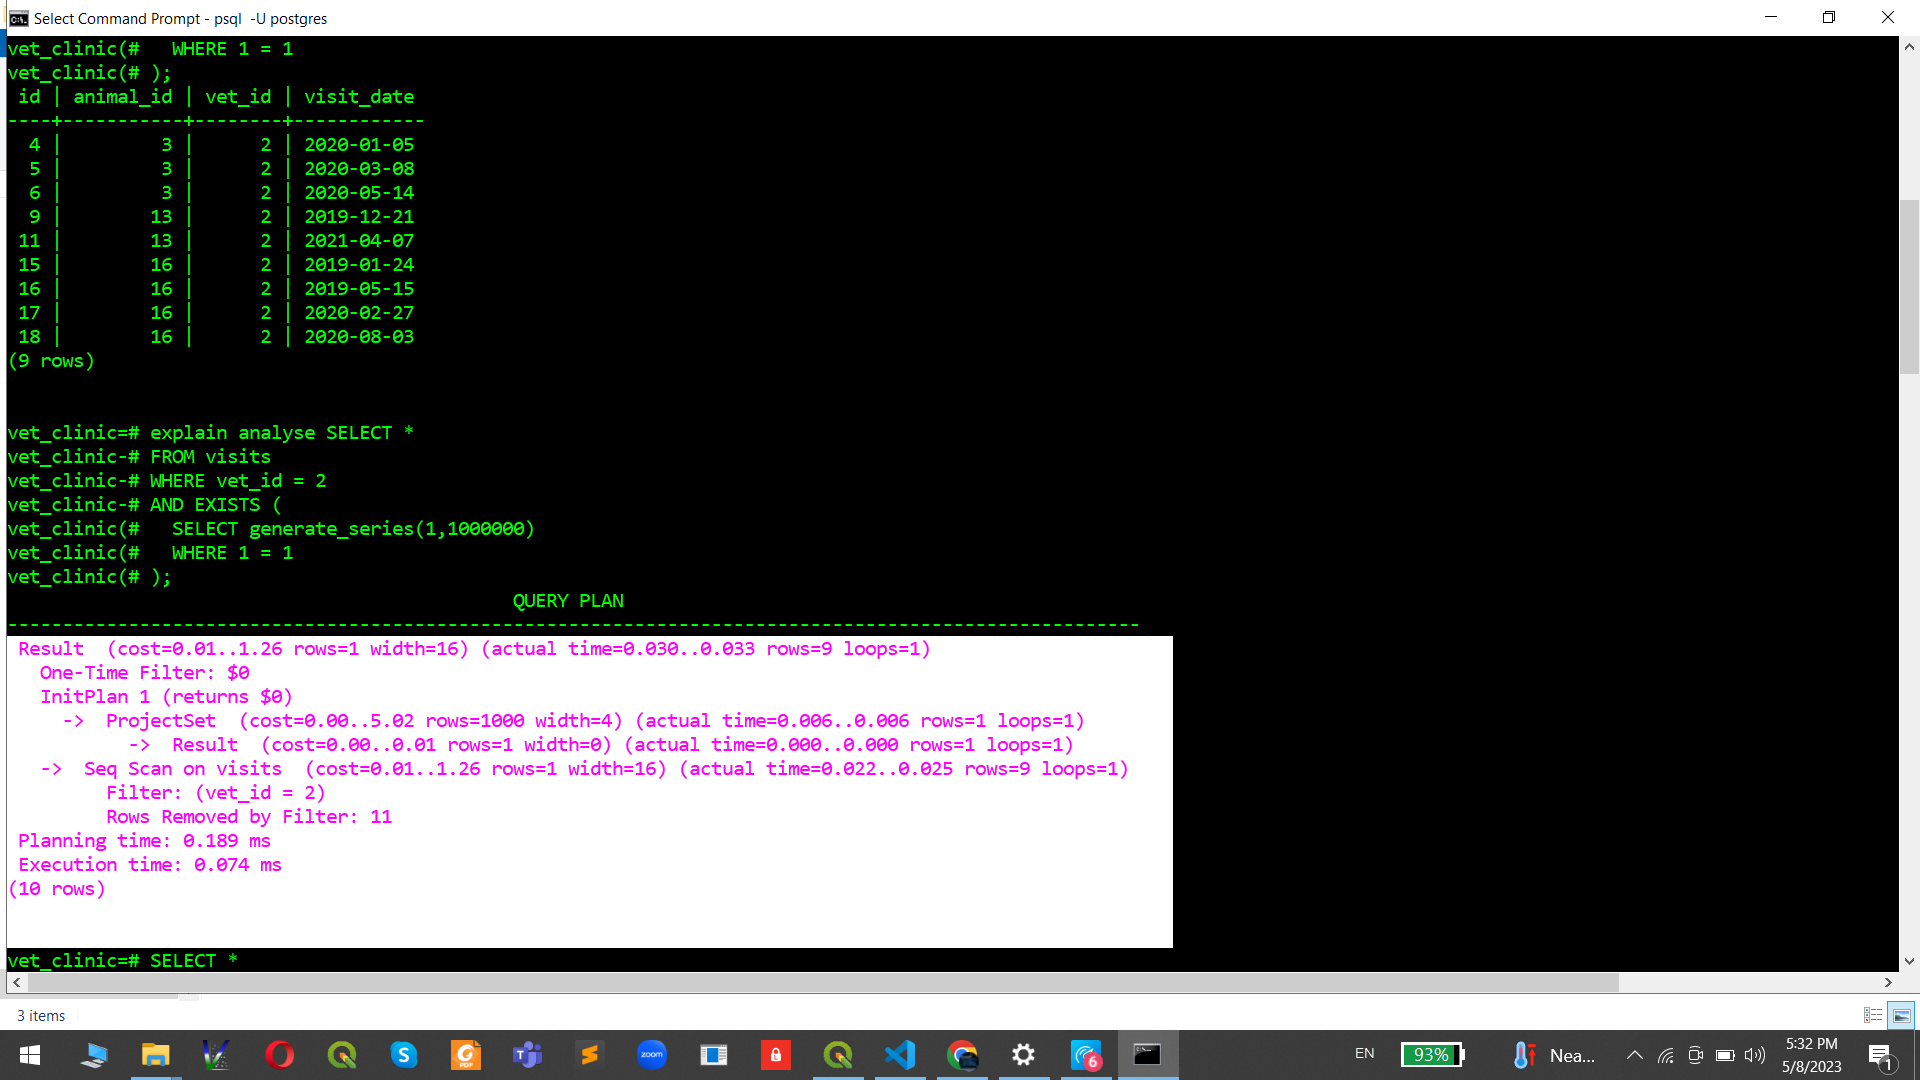 Select Command Prompt - psql  -U postgres
vet_clinic(#   WHERE 1 = 1
vet_clinic(# );
 id | animal_id | vet_id | visit_date
----+-----------+--------+------------
  4 |         3 |      2 | 2020-01-05
  5 |         3 |      2 | 2020-03-08
  6 |         3 |      2 | 2020-05-14
  9 |        13 |      2 | 2019-12-21
 11 |        13 |      2 | 2021-04-07
 15 |        16 |      2 | 2019-01-24
 16 |        16 |      2 | 2019-05-15
 17 |        16 |      2 | 2020-02-27
 18 |        16 |      2 | 2020-08-03
(9 rows)
vet_clinic=# explain analyse SELECT *
vet_clinic-# FROM visits
vet_clinic-# WHERE vet_id = 2
vet_clinic-# AND EXISTS (
vet_clinic(#   SELECT generate_series(1,1000000)
vet_clinic(#   WHERE 1 = 1
vet_clinic(# );
QUERY PLAN
-------------------------------------------------------------------------------------------------------
 Result  (cost=0.01..1.26 rows=1 width=16) (actual time=0.030..0.033 rows=9 loops=1)
   One-Time Filter: $0
   InitPlan 1 (returns $0)
     ->  ProjectSet  (cost=0.00..5.02 rows=1000 width=4) (actual time=0.006..0.006 rows=1 loops=1)
           ->  Result  (cost=0.00..0.01 rows=1 width=0) (actual time=0.000..0.000 rows=1 loops=1)
   ->  Seq Scan on visits  (cost=0.01..1.26 rows=1 width=16) (actual time=0.022..0.025 rows=9 loops=1)
         Filter: (vet_id = 2)
         Rows Removed by Filter: 11
 Planning time: 0.189 ms
 Execution time: 0.074 ms
(10 rows)
vet_clinic=# SELECT *
3 items
PDF
zoom
6
EN
93%
Nea...
5:32 PM
5/8/2023
1